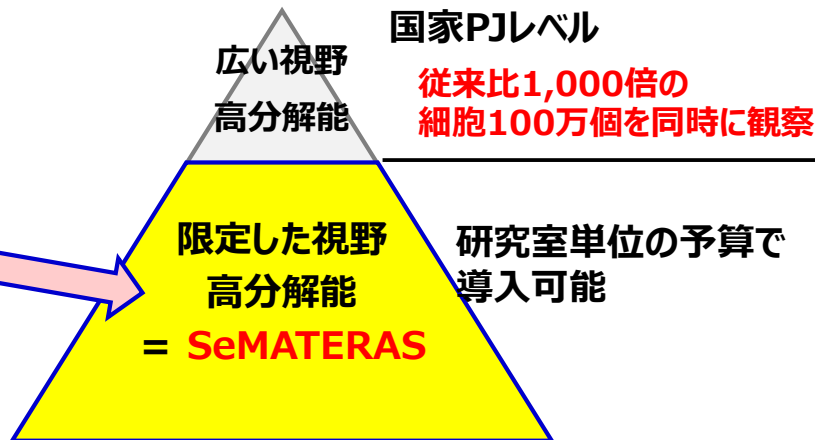 国家PJレベル
広い視野
高分解能
従来比1,000倍の
細胞100万個を同時に観察
限定した視野
高分解能
= SeMATERAS
研究室単位の予算で
導入可能